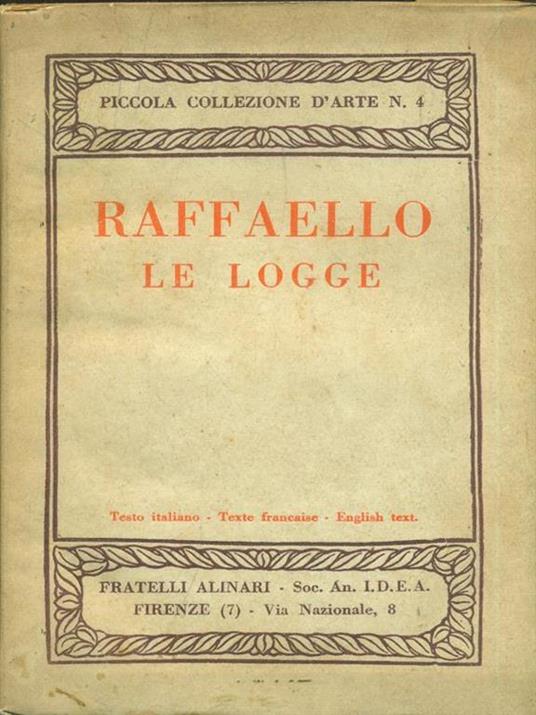 PICCOLA COLLEZIONE D'ARTE N. 4
RAFFAELLO
LE LOGGE
Testo italiano - Texte francaise - English text.
FRATELLI ALINARI - Soc. An. I.D.E.A.
FIRENZE (7) - Via Nazionale, 8